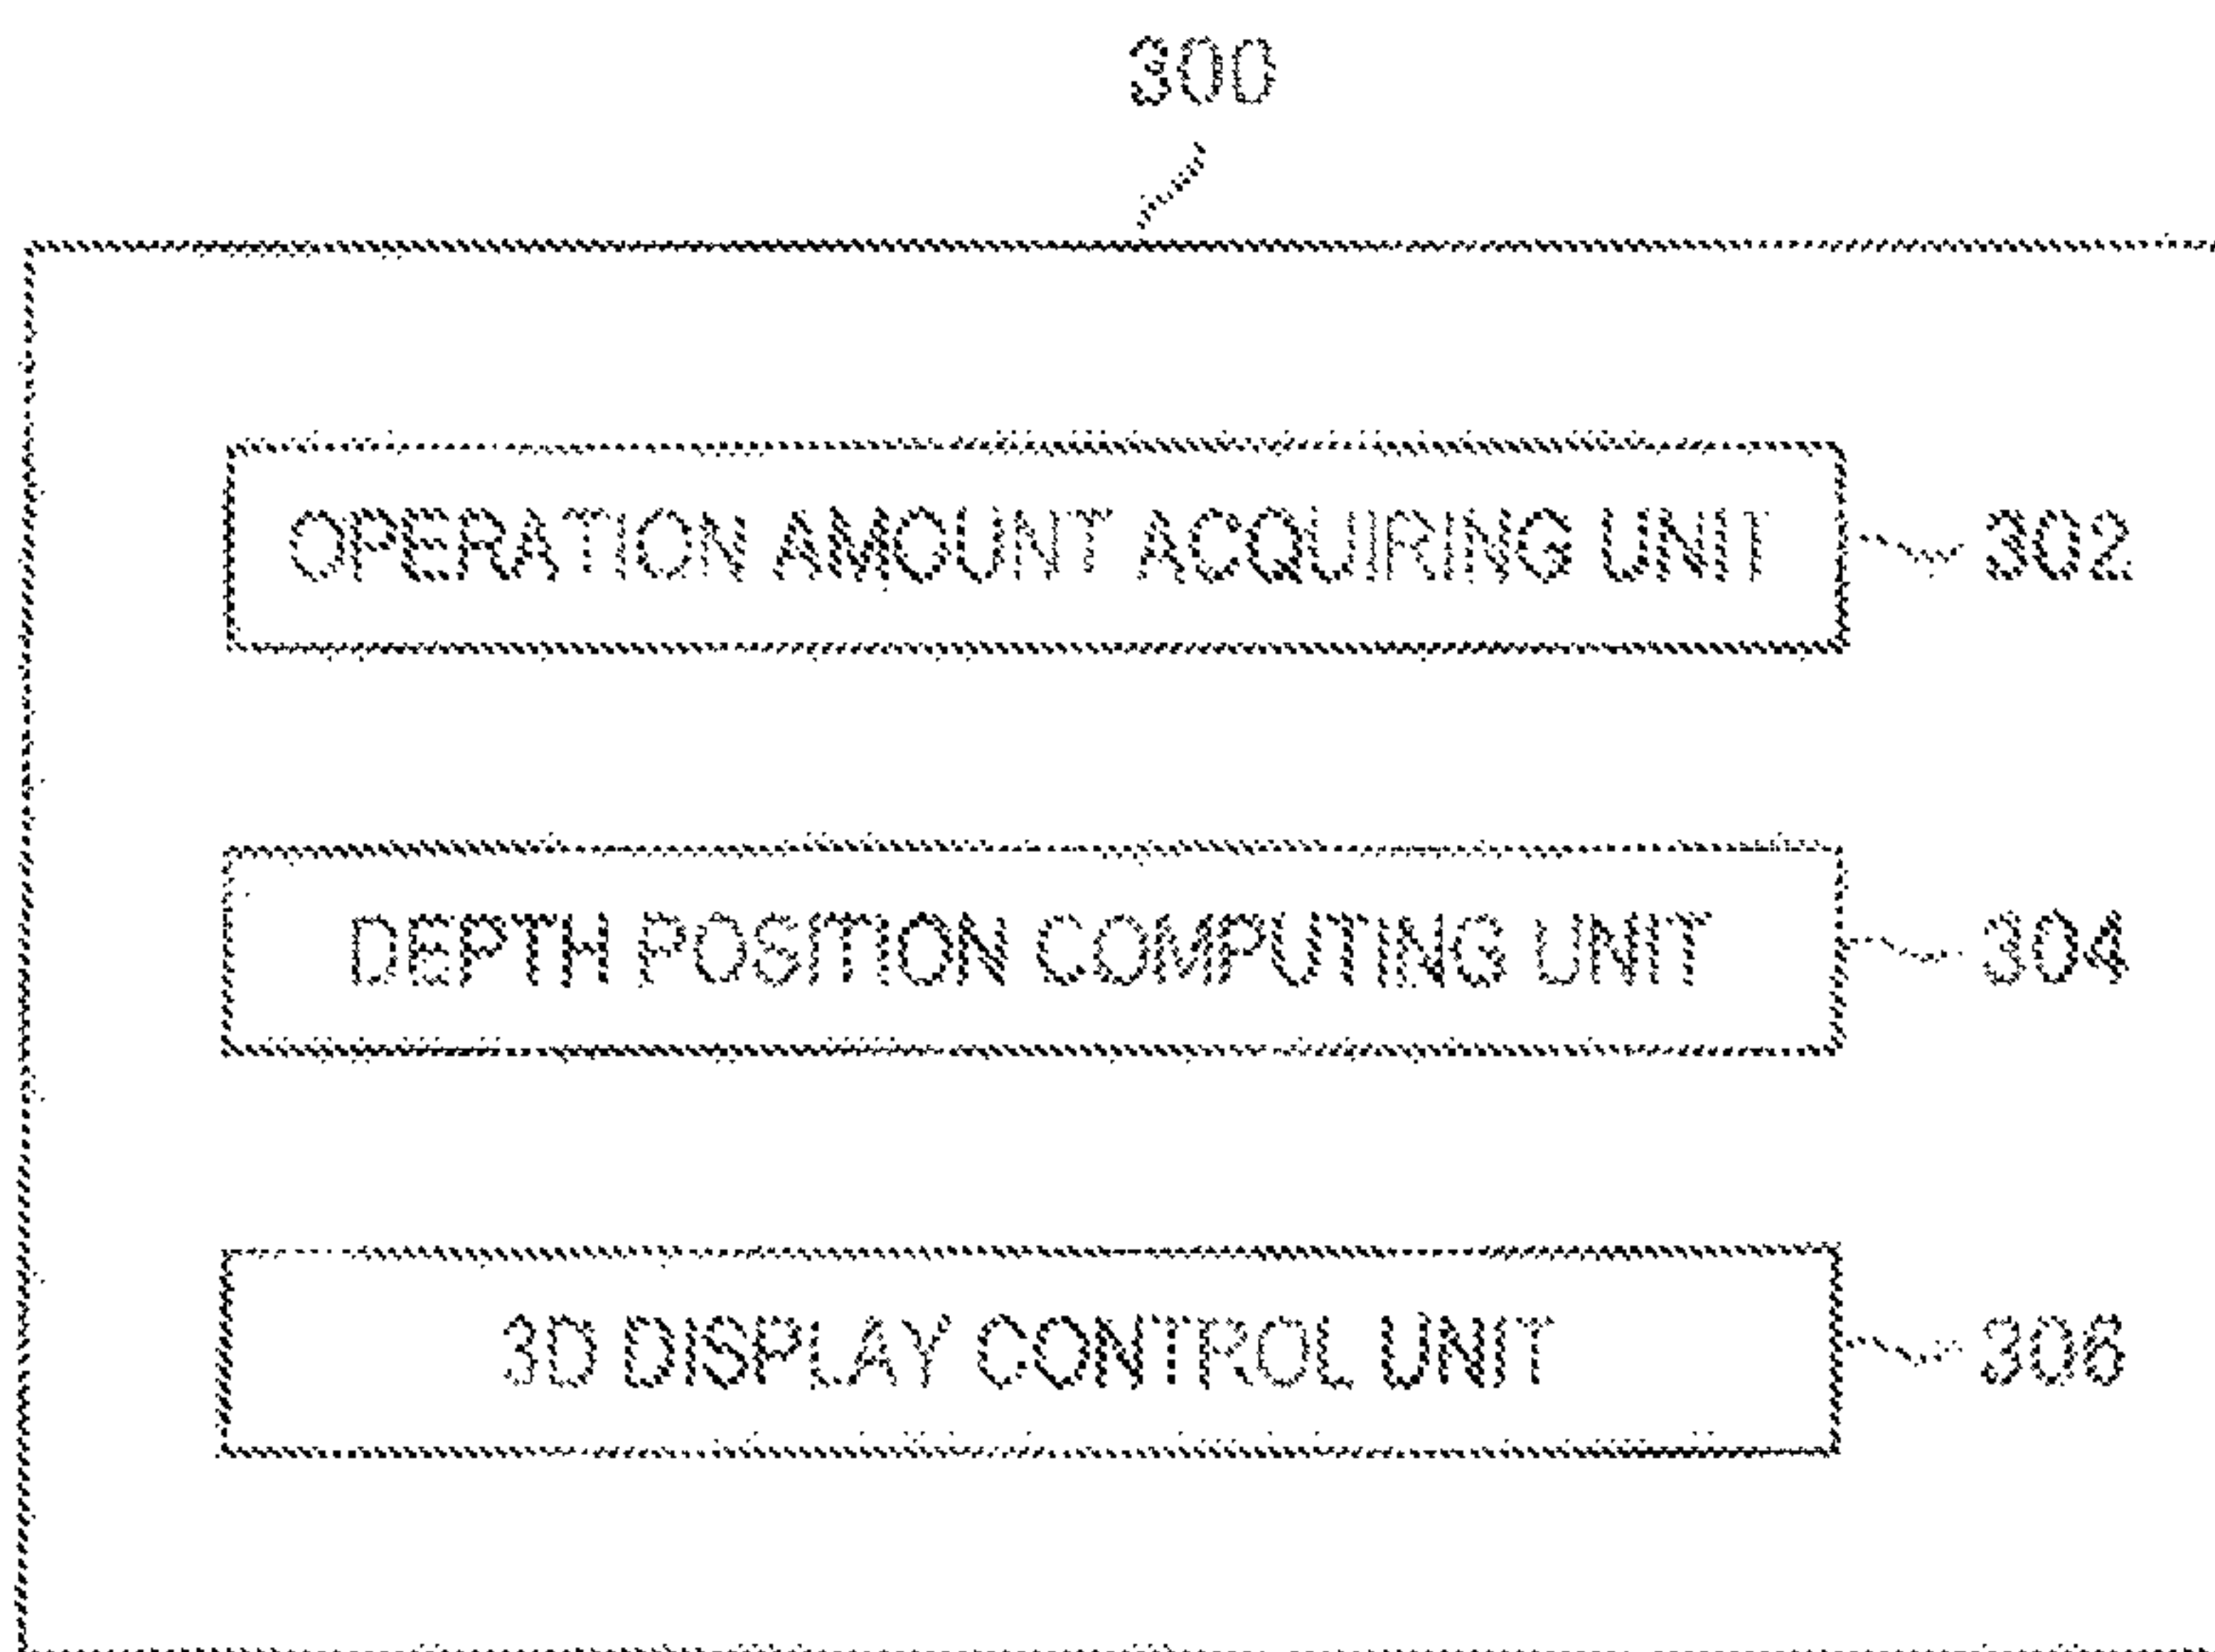 300
OPERATION AMOUNT ACQUIRING UNIT 302
DEPTH POSITION COMPUTING UNIT 304
3D DISPLAY CONTROL UNIT 306